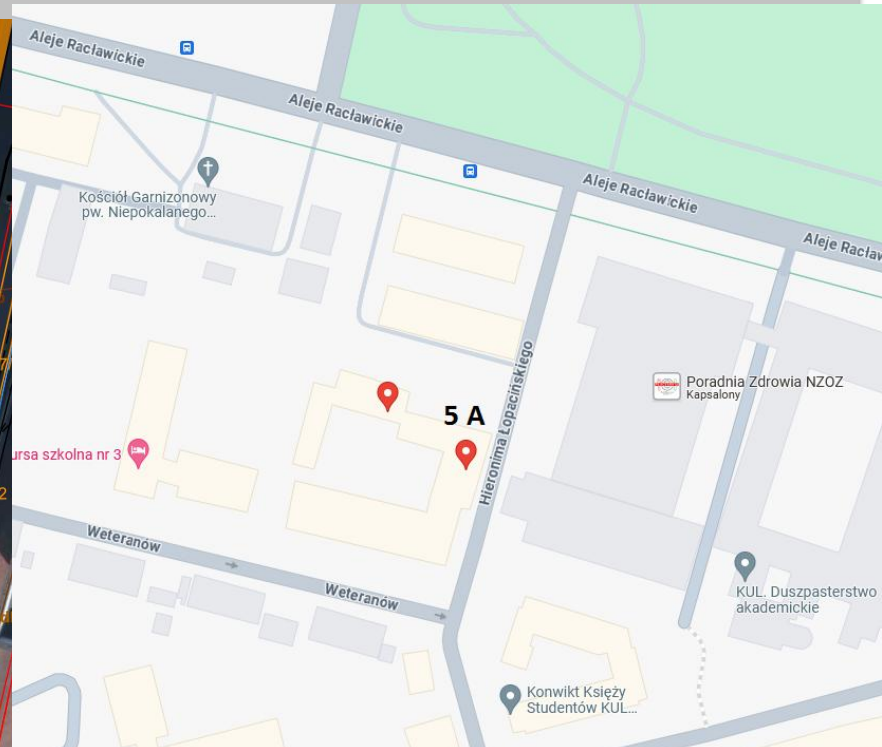 Aleje Racławickie
Aleje Racławickie
Kościół Garnizonowy
pw. Niepokalanego...
Aleje Racławickie
Aleje Racław
Hieronima Łopacińskiego
Poradnia Zdrowia NZOZ
Kapsalony
5 A
ursa szkolna nr 3
Weteranów
Weteranów
KUL. Duszpasterstwo
akademickie
Konwikt Księży
Studentów KUL...